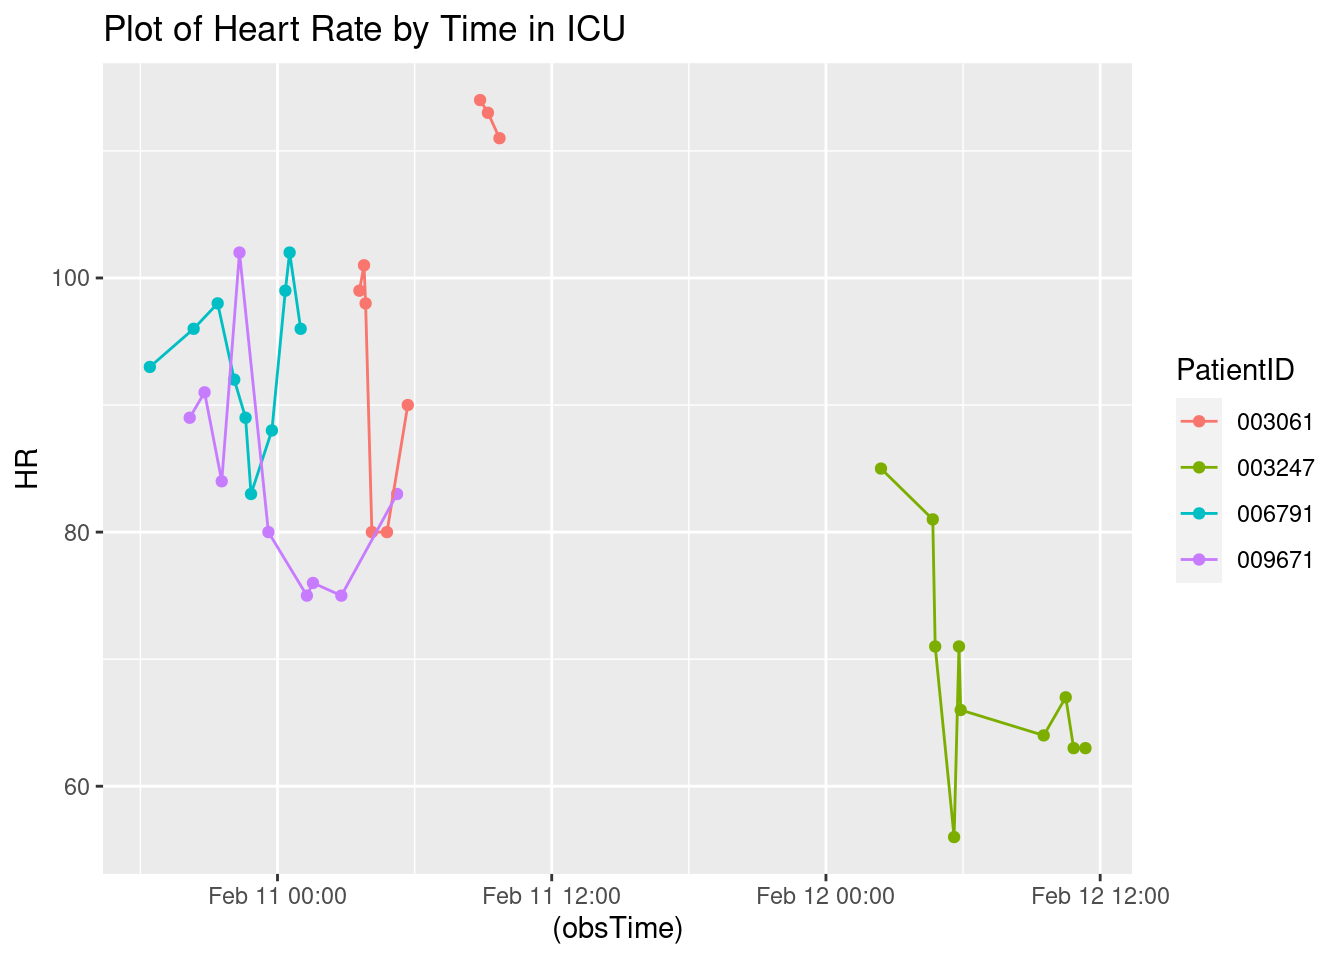 Plot of Heart Rate by Time in ICU
HR
100
80
60
Feb 11 00:00
Feb 11 12:00
Feb 12 00:00
Feb 12 12:00
(obsTime)
PatientID
003061
003247
006791
009671